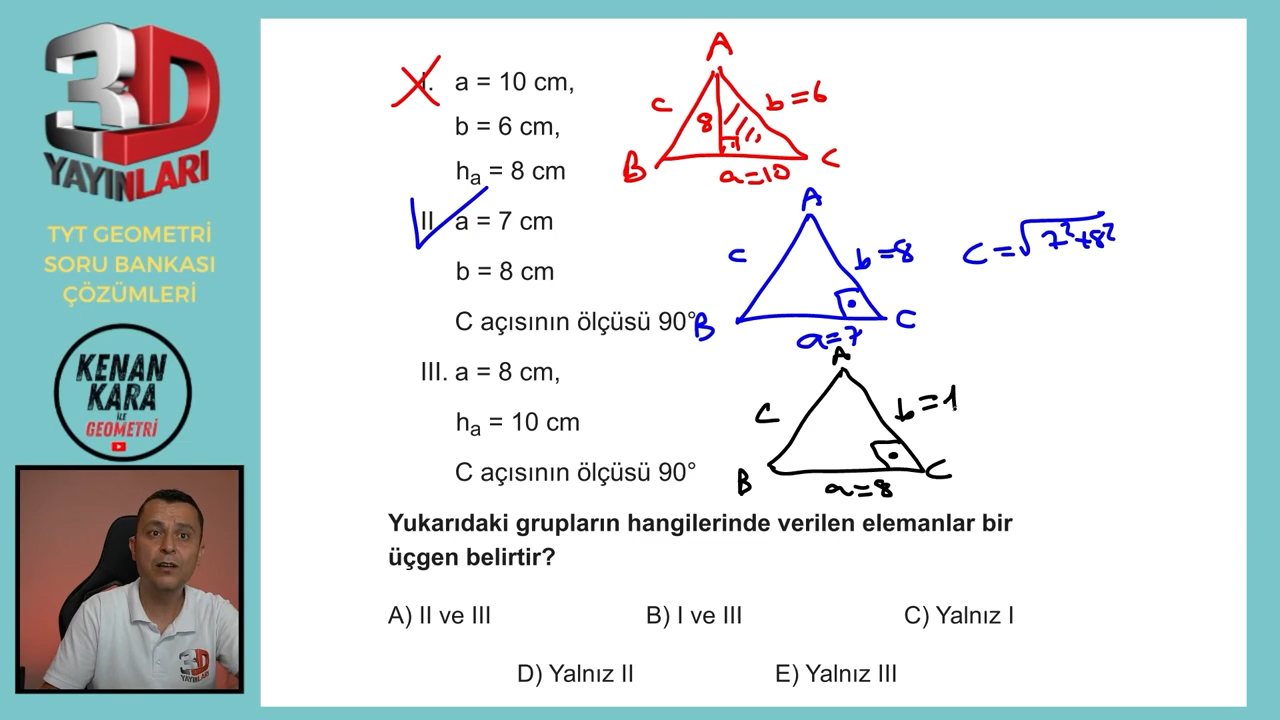 3D
YAYINLARI
TYT GEOMETRİ
SORU BANKASI
ÇÖZÜMLERİ
KENAN
KARA
İLE
GEOMETRİ
3D
YAYINLARI
I. a = 10 cm,
b = 6 cm,
hₐ = 8 cm
A
c
8
b = 6
B
a = 10
C
II. a = 7 cm
b = 8 cm
C açısının ölçüsü 90°
A
c
b = 8
B
a = 7
C
c = √7²+8²
III. a = 8 cm,
hₐ = 10 cm
C açısının ölçüsü 90°
A
c
b = 1
B
a = 8
C
Yukarıdaki grupların hangilerinde verilen elemanlar bir
üçgen belirtir?
A) II ve III B) I ve III C) Yalnız I
D) Yalnız II E) Yalnız III